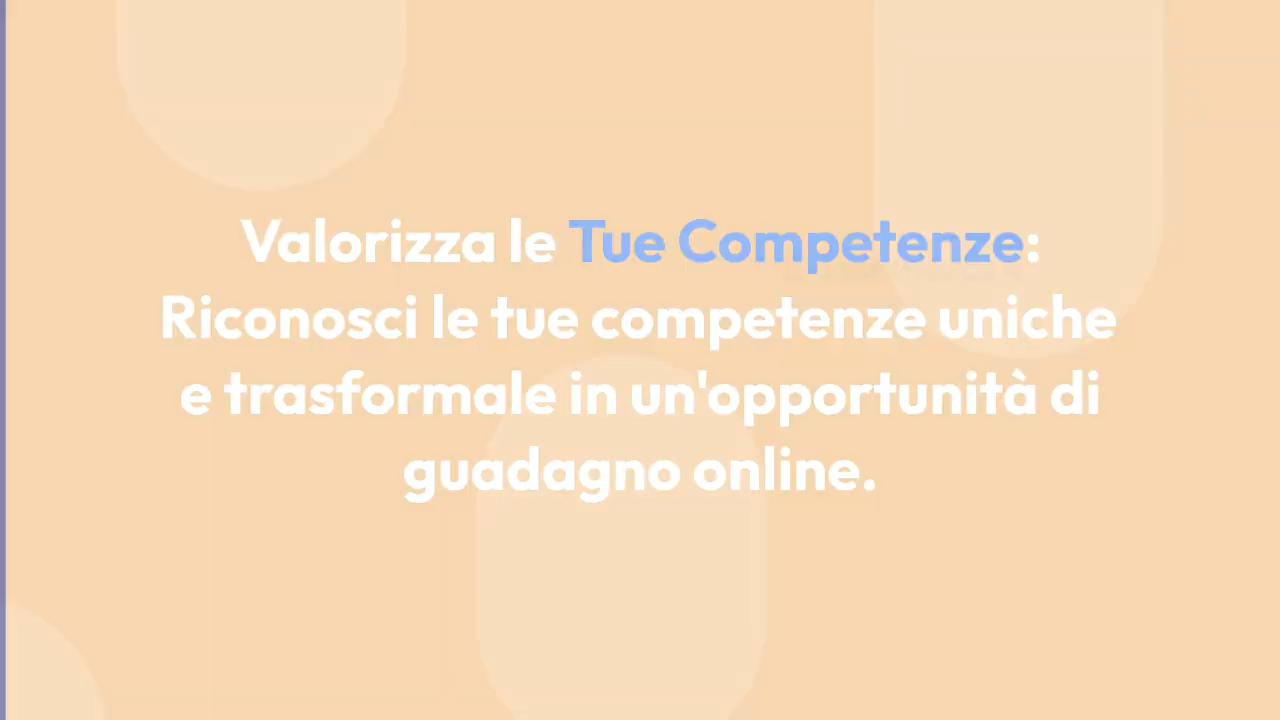 Valorizza le Tue Competenze:
Riconosci le tue competenze uniche
e trasformale in un'opportunità di
guadagno online.